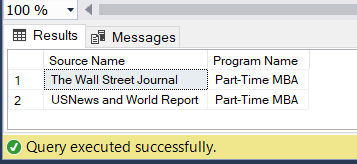 100 %
Results Messages
Source Name Program Name
1 The Wall Street Journal Part-Time MBA
2 USNews and World Report Part-Time MBA
Query executed successfully.